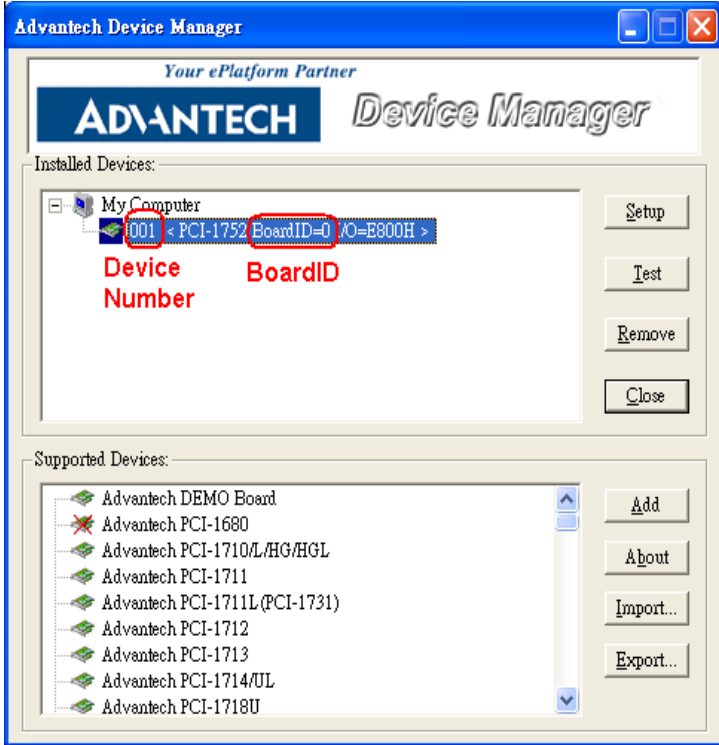 Advantech Device Manager
Your ePlatform Partner
ADVANTECH Device Manager
Installed Devices:
My Computer
001 < PCI-1752 BoardID=0 I/O=E800H >
Device Number
BoardID
Setup
Test
Remove
Close
Supported Devices:
Advantech DEMO Board
Advantech PCI-1680
Advantech PCI-1710/L/HG/HGL
Advantech PCI-1711
Advantech PCI-1711L(PCI-1731)
Advantech PCI-1712
Advantech PCI-1713
Advantech PCI-1714/UL
Advantech PCI-1718U
Add
About
Import...
Export...